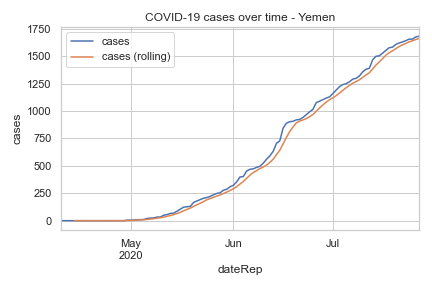 COVID-19 cases over time - Yemen
cases
cases (rolling)
1750
1500
1250
1000
750
500
250
0
cases
May
2020
Jun
Jul
dateRep